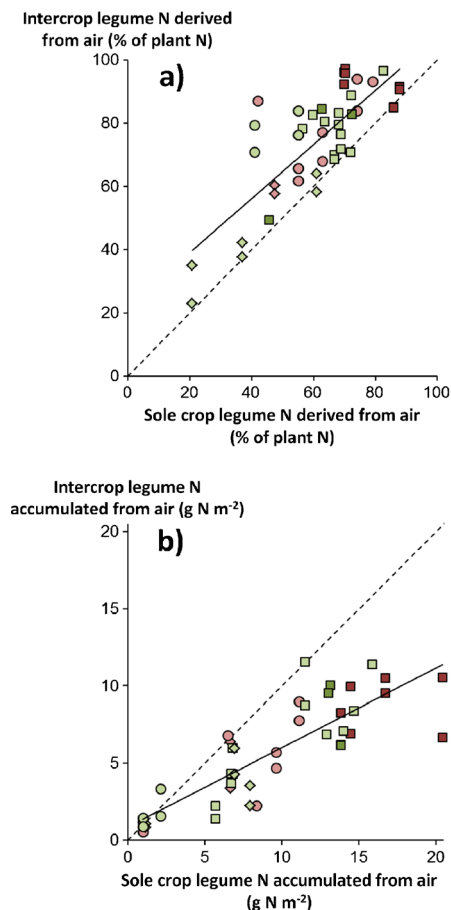 Intercrop legume N derived
from air (% of plant N)
a)
100
80
60
40
20
0
0 20 40 60 80 100
Sole crop legume N derived from air
(% of plant N)
Intercrop legume N
accumulated from air (g N m-2)
b)
20
15
10
5
0
0 5 10 15 20
Sole crop legume N accumulated from air
(g N m-2)